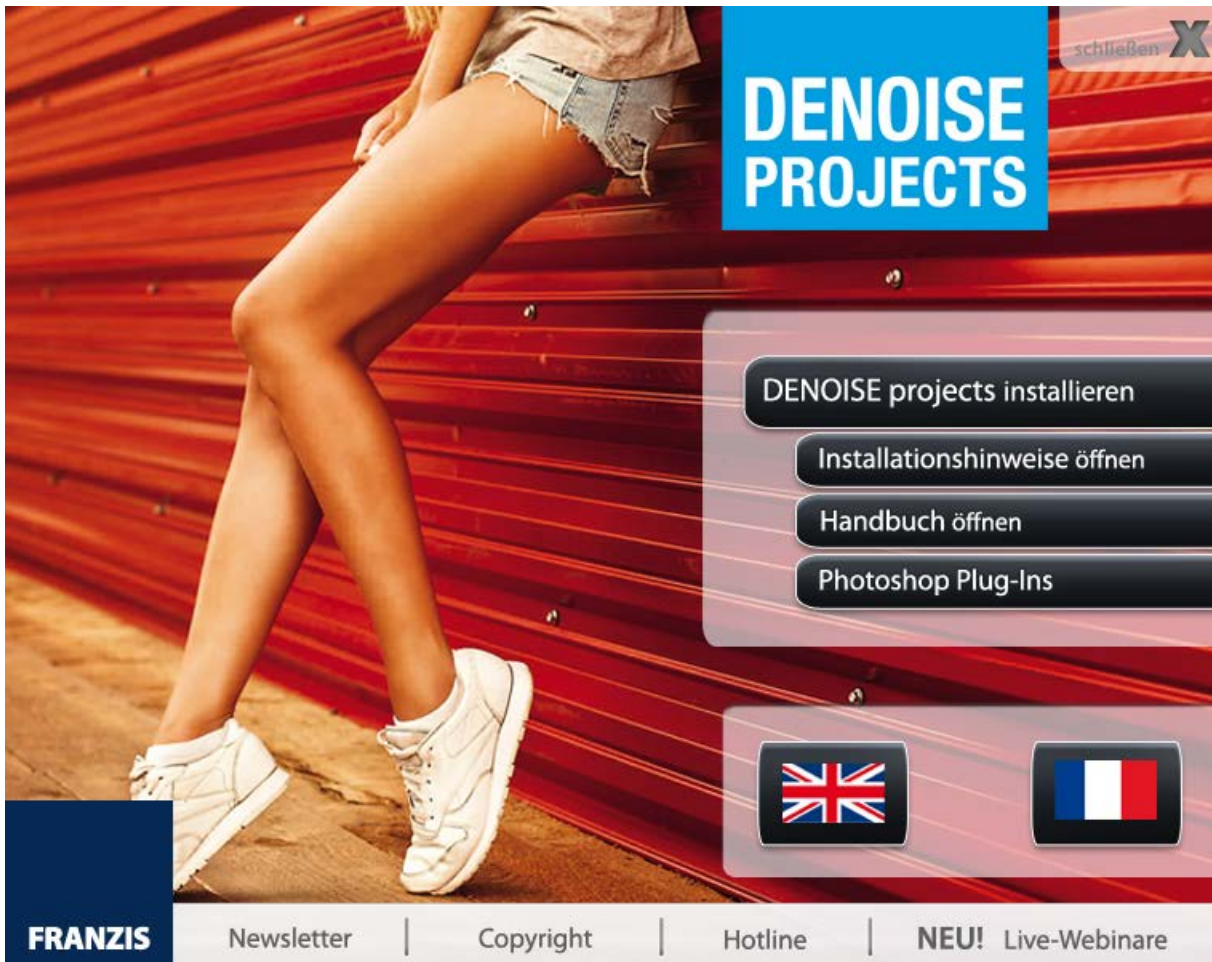 schließen X
DENOISE
PROJECTS
DENOISE projects installieren
Installationshinweise öffnen
Handbuch öffnen
Photoshop Plug-Ins
FRANZIS
Newsletter | Copyright | Hotline | NEU! Live-Webinare